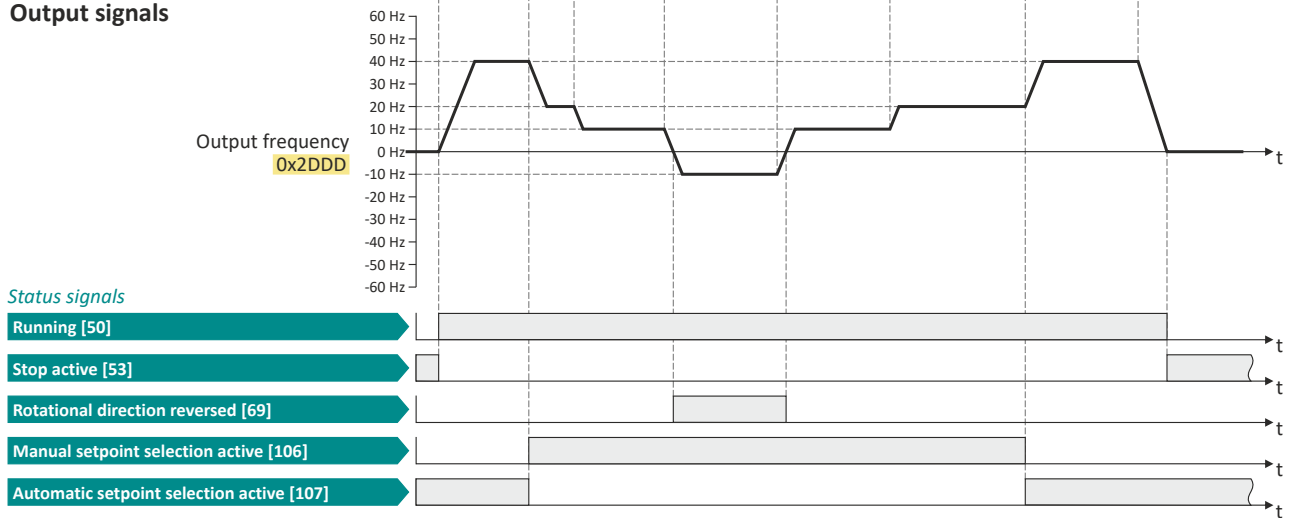 Output signals
60 Hz
50 Hz
40 Hz
30 Hz
20 Hz
10 Hz
0 Hz
-10 Hz
-20 Hz
-30 Hz
-40 Hz
-50 Hz
-60 Hz
Output frequency
0x2DDD
t
Status signals
Running [50]
t
Stop active [53]
t
Rotational direction reversed [69]
t
Manual setpoint selection active [106]
t
Automatic setpoint selection active [107]
t